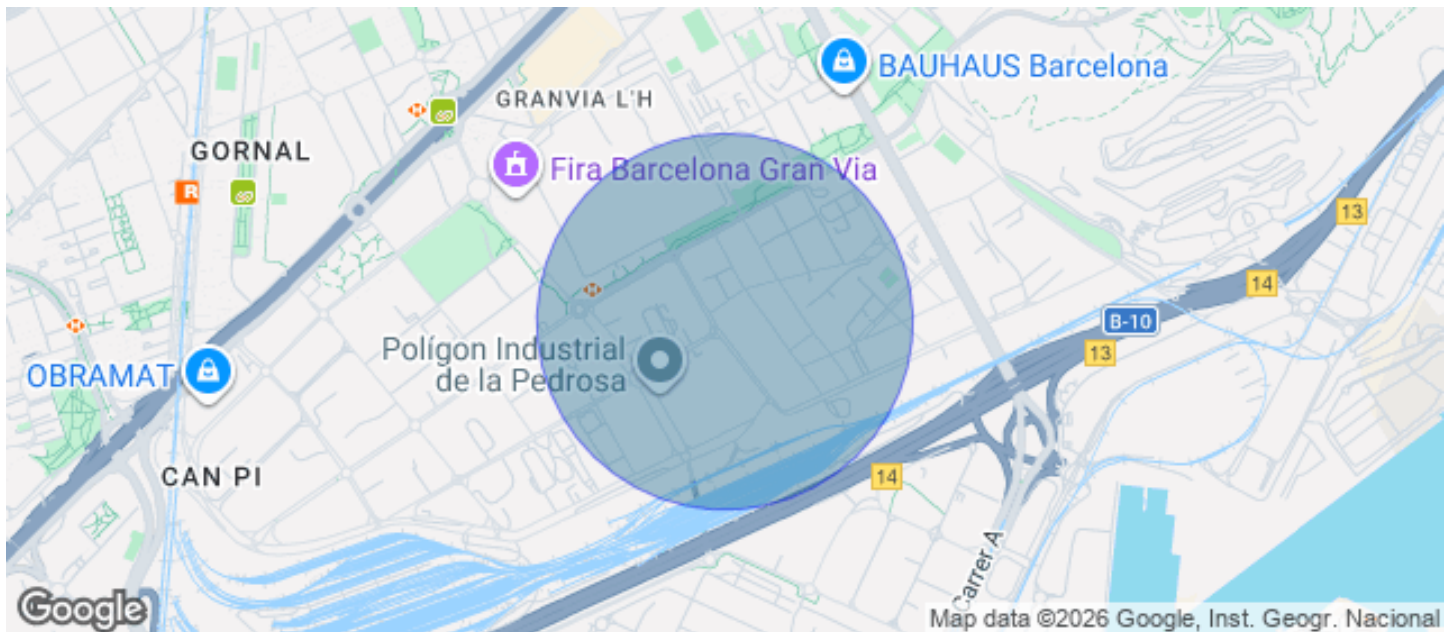 BAUHAUS Barcelona
GRANVIA L'H
GORNAL
R
Fira Barcelona Gran Via
13
14
B-10
13
Polígon Industrial
de la Pedrosa
OBRAMAT
CAN PI
14
Carrer A
Google
Map data ©2026 Google, Inst. Geogr. Nacional